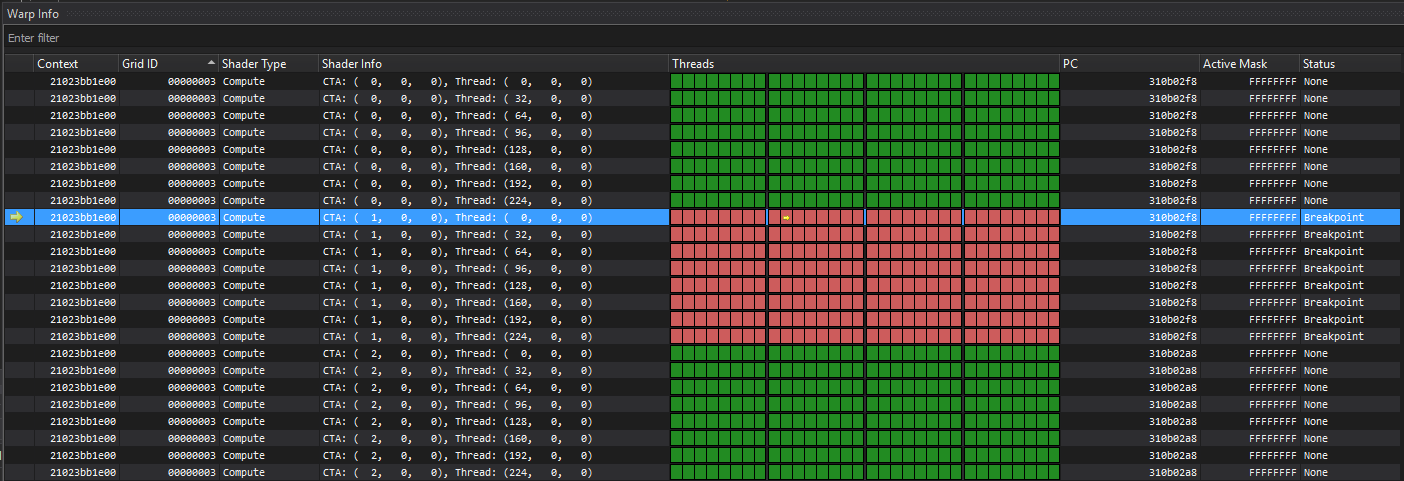 Warp Info
Enter filter
Context Grid ID Shader Type Shader Info Threads PC Active Mask Status
21023bb1e00 00000003 Compute CTA: ( 0, 0, 0), Thread: ( 0, 0, 0) 310b02f8 FFFFFFFF None
21023bb1e00 00000003 Compute CTA: ( 0, 0, 0), Thread: ( 32, 0, 0) 310b02f8 FFFFFFFF None
21023bb1e00 00000003 Compute CTA: ( 0, 0, 0), Thread: ( 64, 0, 0) 310b02f8 FFFFFFFF None
21023bb1e00 00000003 Compute CTA: ( 0, 0, 0), Thread: ( 96, 0, 0) 310b02f8 FFFFFFFF None
21023bb1e00 00000003 Compute CTA: ( 0, 0, 0), Thread: (128, 0, 0) 310b02f8 FFFFFFFF None
21023bb1e00 00000003 Compute CTA: ( 0, 0, 0), Thread: (160, 0, 0) 310b02f8 FFFFFFFF None
21023bb1e00 00000003 Compute CTA: ( 0, 0, 0), Thread: (192, 0, 0) 310b02f8 FFFFFFFF None
21023bb1e00 00000003 Compute CTA: ( 0, 0, 0), Thread: (224, 0, 0) 310b02f8 FFFFFFFF None
21023bb1e00 00000003 Compute CTA: ( 1, 0, 0), Thread: ( 0, 0, 0) 310b02f8 FFFFFFFF Breakpoint
21023bb1e00 00000003 Compute CTA: ( 1, 0, 0), Thread: ( 32, 0, 0) 310b02f8 FFFFFFFF Breakpoint
21023bb1e00 00000003 Compute CTA: ( 1, 0, 0), Thread: ( 64, 0, 0) 310b02f8 FFFFFFFF Breakpoint
21023bb1e00 00000003 Compute CTA: ( 1, 0, 0), Thread: ( 96, 0, 0) 310b02f8 FFFFFFFF Breakpoint
21023bb1e00 00000003 Compute CTA: ( 1, 0, 0), Thread: (128, 0, 0) 310b02f8 FFFFFFFF Breakpoint
21023bb1e00 00000003 Compute CTA: ( 1, 0, 0), Thread: (160, 0, 0) 310b02f8 FFFFFFFF Breakpoint
21023bb1e00 00000003 Compute CTA: ( 1, 0, 0), Thread: (192, 0, 0) 310b02f8 FFFFFFFF Breakpoint
21023bb1e00 00000003 Compute CTA: ( 1, 0, 0), Thread: (224, 0, 0) 310b02f8 FFFFFFFF Breakpoint
21023bb1e00 00000003 Compute CTA: ( 2, 0, 0), Thread: ( 0, 0, 0) 310b02a8 FFFFFFFF None
21023bb1e00 00000003 Compute CTA: ( 2, 0, 0), Thread: ( 32, 0, 0) 310b02a8 FFFFFFFF None
21023bb1e00 00000003 Compute CTA: ( 2, 0, 0), Thread: ( 64, 0, 0) 310b02a8 FFFFFFFF None
21023bb1e00 00000003 Compute CTA: ( 2, 0, 0), Thread: ( 96, 0, 0) 310b02a8 FFFFFFFF None
21023bb1e00 00000003 Compute CTA: ( 2, 0, 0), Thread: (128, 0, 0) 310b02a8 FFFFFFFF None
21023bb1e00 00000003 Compute CTA: ( 2, 0, 0), Thread: (160, 0, 0) 310b02a8 FFFFFFFF None
21023bb1e00 00000003 Compute CTA: ( 2, 0, 0), Thread: (192, 0, 0) 310b02a8 FFFFFFFF None
21023bb1e00 00000003 Compute CTA: ( 2, 0, 0), Thread: (224, 0, 0) 310b02a8 FFFFFFFF None